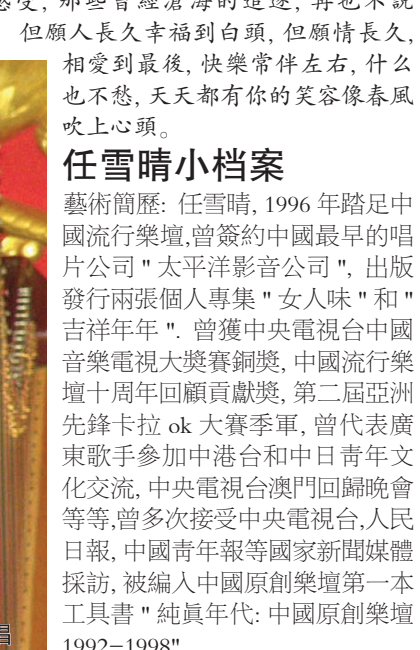 感受, 那些曾經滄海的追逐, 再也不說
但願人長久幸福到白頭, 但願情長久,
相愛到最後, 快樂常伴左右, 什么
也不愁, 天天都有你的笑容像春風
吹上心頭。
任雪晴小档案
藝術簡歷: 任雪晴, 1996 年踏足中
國流行樂壇,曾簽約中國最早的唱
片公司 " 太平洋影音公司 ", 出版
發行兩張個人專集 " 女人味 " 和 "
吉祥年年 ". 曾獲中央電視台中國
音樂電視大獎賽銅獎, 中國流行樂
壇十周年回顧貢獻獎, 第二屆亞洲
先鋒卡拉 ok 大賽季軍, 曾代表廣
東歌手參加中港台和中日靑年文
化交流, 中央電視台澳門回歸晚會
等等,曾多次接受中央電視台,人民
日報, 中國靑年報等國家新聞媒體
採訪, 被編入中國原創樂壇第一本
工具書 " 純眞年代: 中國原創樂壇
1992-1998"
唱